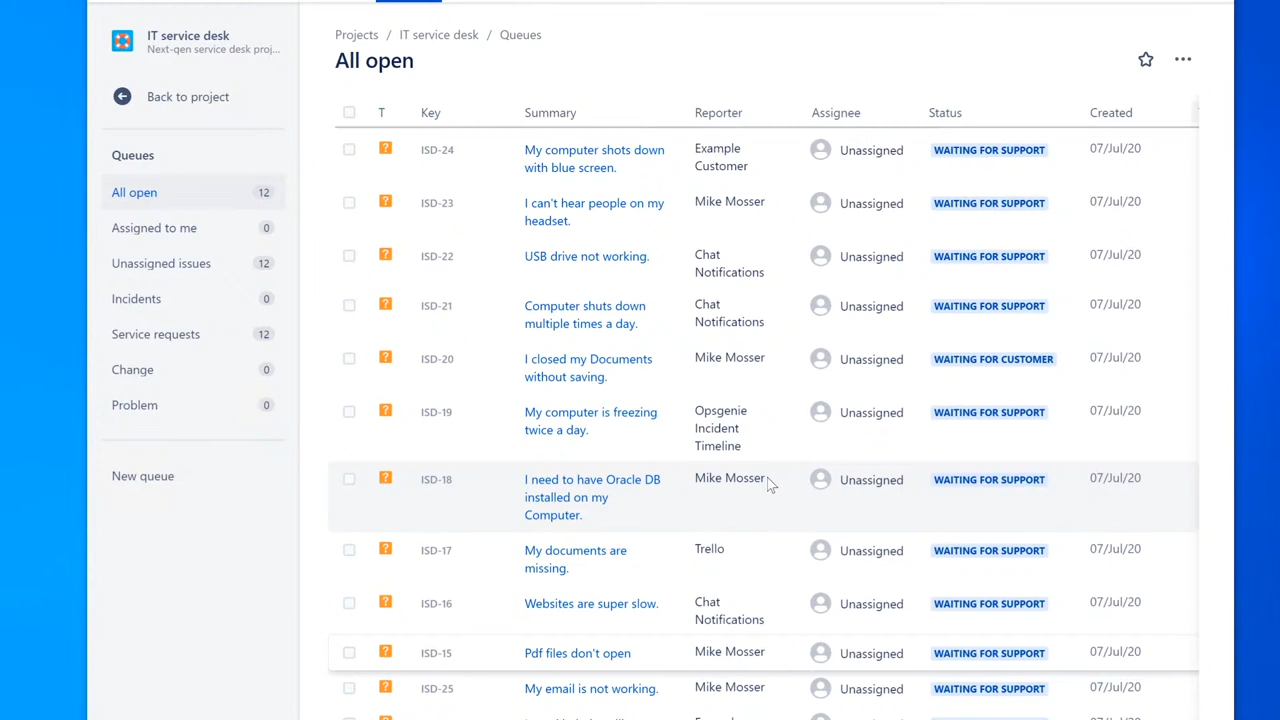 IT service desk
Next-gen service desk proj...
Back to project
Queues
All open 12
Assigned to me 0
Unassigned issues 12
Incidents 0
Service requests 12
Change 0
Problem 0
New queue
Projects / IT service desk / Queues
All open
T Key Summary Reporter Assignee Status Created
? ISD-24 My computer shots down Example Unassigned WAITING FOR SUPPORT 07/Jul/20
with blue screen. Customer
? ISD-23 I can't hear people on my Mike Mosser Unassigned WAITING FOR SUPPORT 07/Jul/20
headset.
? ISD-22 USB drive not working. Chat Unassigned WAITING FOR SUPPORT 07/Jul/20
Notifications
? ISD-21 Computer shuts down Chat Unassigned WAITING FOR SUPPORT 07/Jul/20
multiple times a day. Notifications
? ISD-20 I closed my Documents Mike Mosser Unassigned WAITING FOR CUSTOMER 07/Jul/20
without saving.
? ISD-19 My computer is freezing Opsgenie Unassigned WAITING FOR SUPPORT 07/Jul/20
twice a day. Incident
Timeline
? ISD-18 I need to have Oracle DB Mike Mosser Unassigned WAITING FOR SUPPORT 07/Jul/20
installed on my
Computer.
? ISD-17 My documents are Trello Unassigned WAITING FOR SUPPORT 07/Jul/20
missing.
? ISD-16 Websites are super slow. Chat Unassigned WAITING FOR SUPPORT 07/Jul/20
Notifications
? ISD-15 Pdf files don't open Mike Mosser Unassigned WAITING FOR SUPPORT 07/Jul/20
? ISD-25 My email is not working. Mike Mosser Unassigned WAITING FOR SUPPORT 07/Jul/20